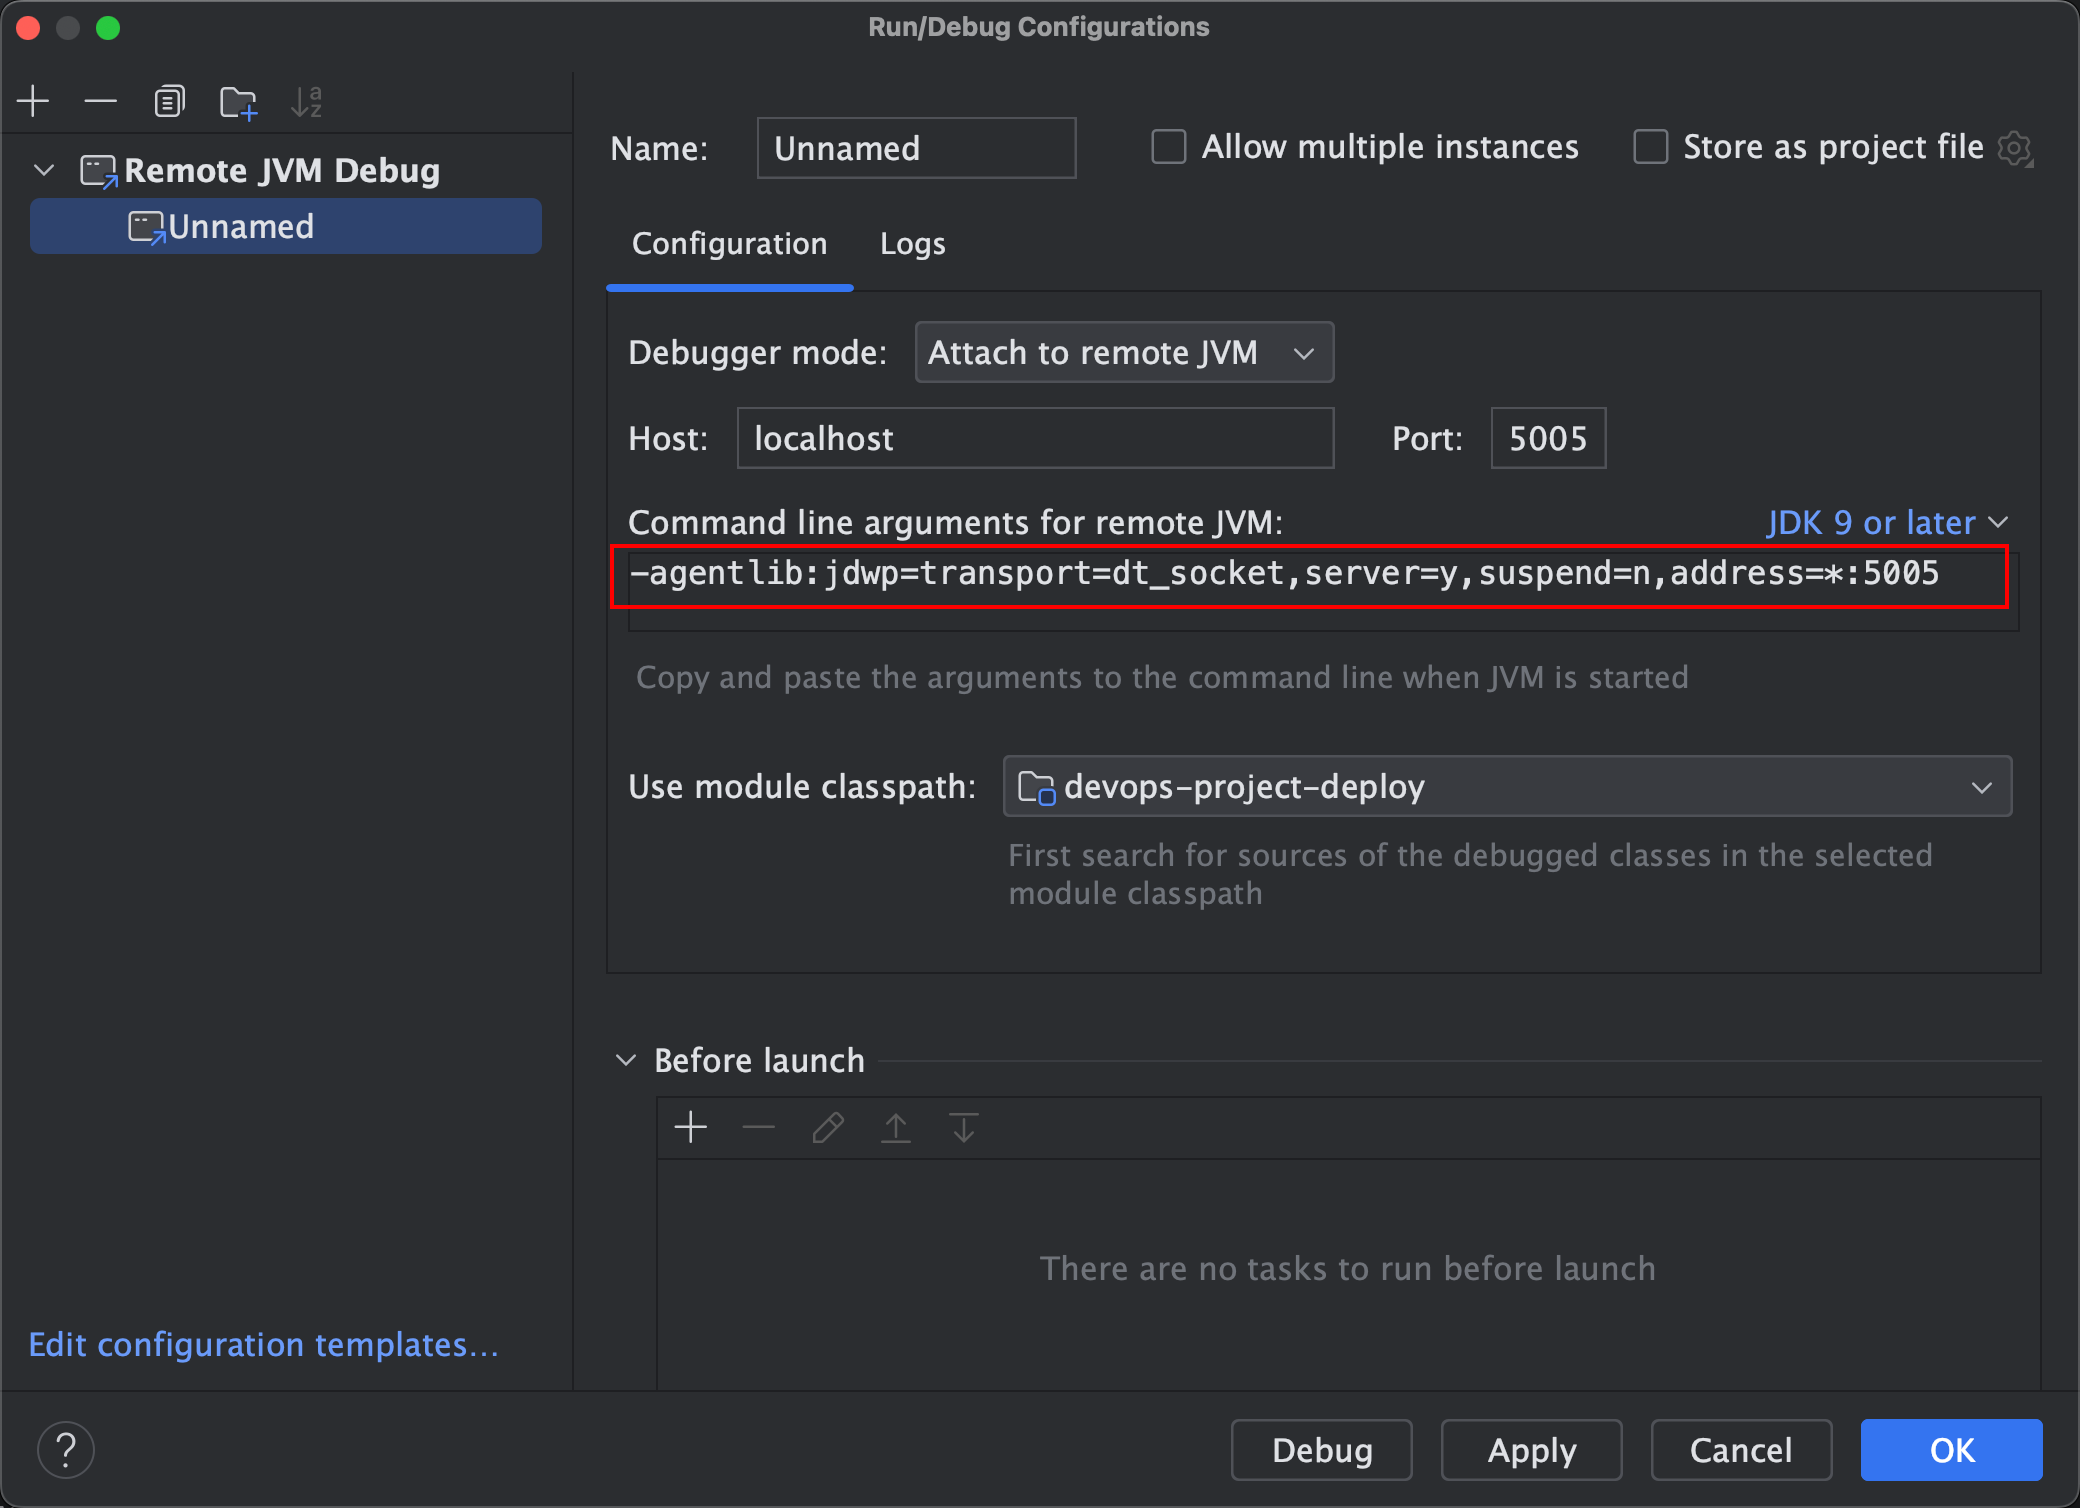 Run/Debug Configurations
Remote JVM Debug
Unnamed
Name: Unnamed Allow multiple instances Store as project file
Configuration Logs
Debugger mode: Attach to remote JVM
Host: localhost Port: 5005
Command line arguments for remote JVM: JDK 9 or later
-agentlib:jdwp=transport=dt_socket,server=y,suspend=n,address=*:5005
Copy and paste the arguments to the command line when JVM is started
Use module classpath: devops-project-deploy
First search for sources of the debugged classes in the selected
module classpath
Before launch
There are no tasks to run before launch
Edit configuration templates...
? Debug Apply Cancel OK